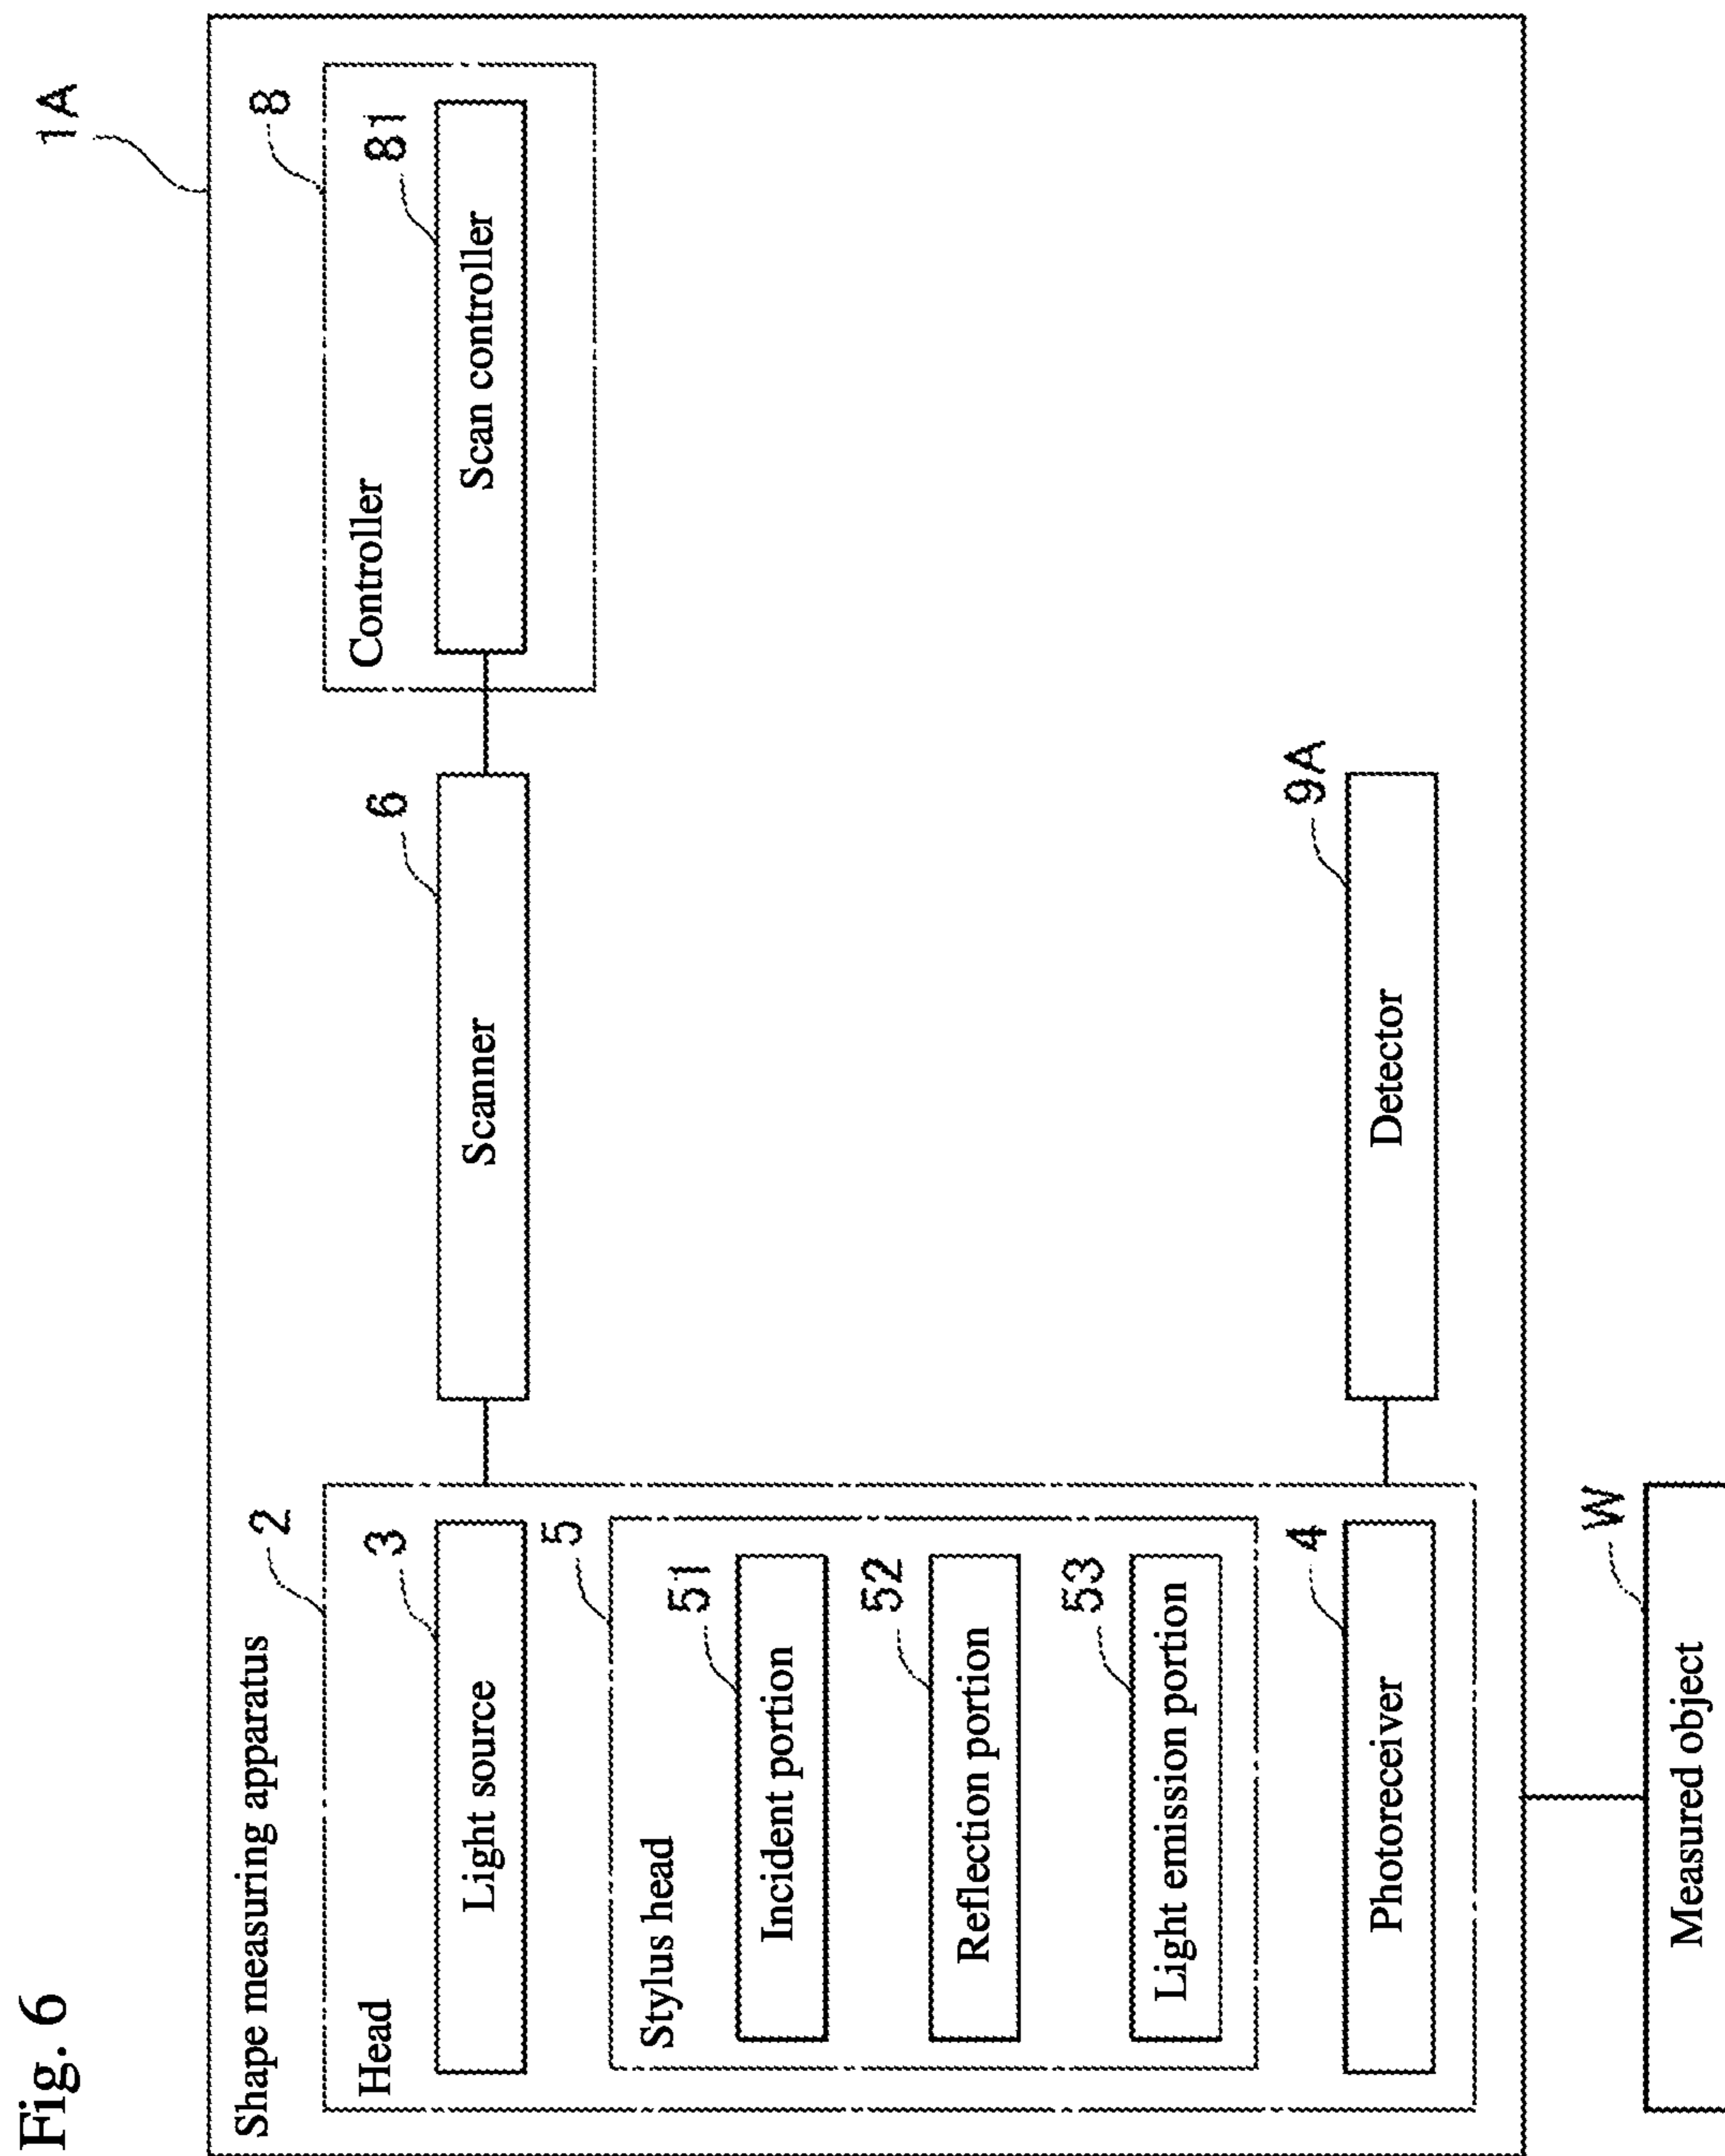 Fig. 6
1A
Shape measuring apparatus
2
8
Head
Controller
3
6
81
Light source
Scanner
Scan controller
5
Stylus head
51
Incident portion
52
Reflection portion
53
Light emission portion
4
9A
Photoreceiver
Detector
W
Measured object